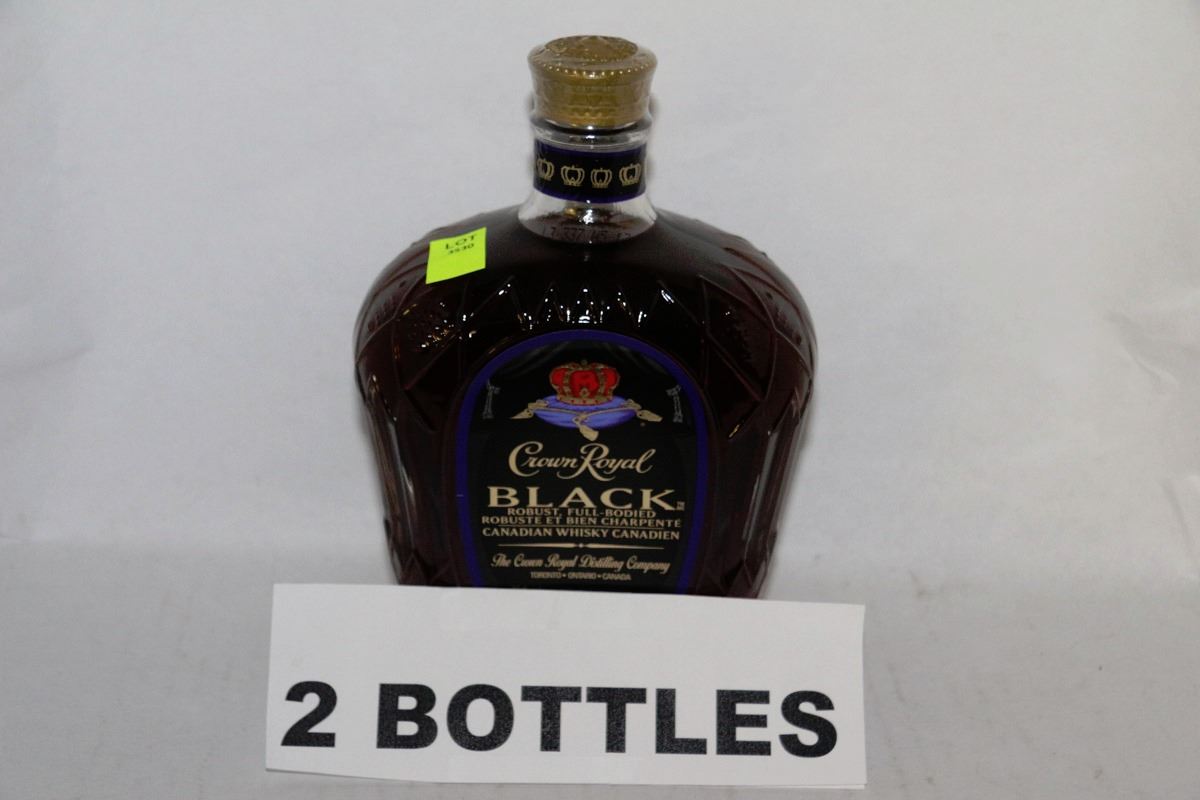 LOT
3530
Crown Royal
BLACK
ROBUST, FULL-BODIED
ROBUSTE ET BIEN CHARPENTÉ
CANADIAN WHISKY CANADIEN
The Crown Royal Distilling Company
TORONTO • ONTARIO • CANADA
2 BOTTLES